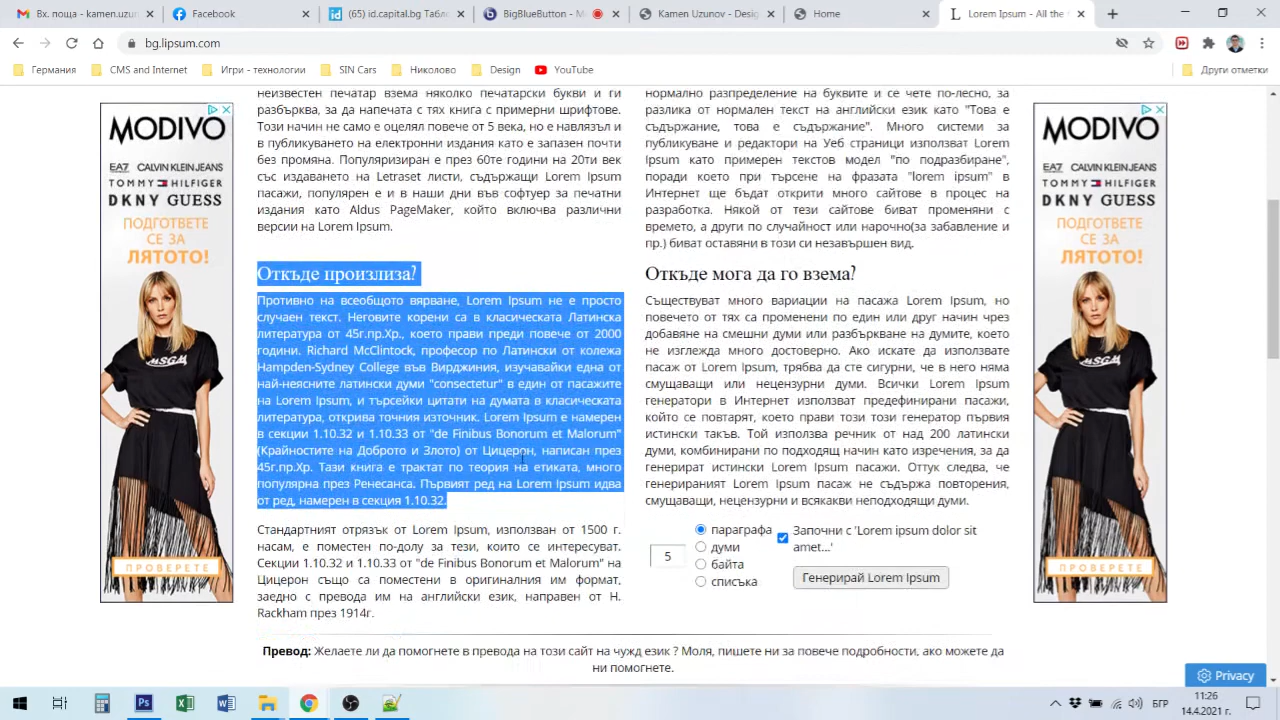 Вх. поща - kamen.uzun
Facebook
(65) id.capital.bg Табл
BigBlueButton - М
Kamen Uzunov - Desig
Home
Lorem Ipsum - All the
bg.lipsum.com
Германия
CMS and Internet
Игри - технологии
SIN Cars
Николово
Design
YouTube
Други отметки
MODIVO
EA7 CALVIN KLEIN JEANS
TOMMY HILFIGER
DKNY GUESS
ПОДГОТВЕТЕ
СЕ ЗА
ЛЯТОТО!
MSGM
ПРОВЕРЕТЕ
неизвестен печатар взема няколко печатарски букви и ги
разбърква, за да напечата с тях книга с примерни шрифтове.
Този начин не само е оцелял повече от 5 века, но е навлязъл и
в публикуването на електронни издания като е запазен почти
без промяна. Популяризиран е през 60те години на 20ти век
със издаването на Letraset листи, съдържащи Lorem Ipsum
пасажи, популярен е и в наши дни във софтуер за печатни
издания като Aldus PageMaker, който включва различни
версии на Lorem Ipsum.
Откъде произлиза?
Противно на всеобщото вярване, Lorem Ipsum не е просто
случаен текст. Неговите корени са в класическата Латинска
литература от 45г.пр.Хр., което прави преди повече от 2000
години. Richard McClintock, професор по Латински от колежа
Hampden-Sydney College във Вирджиния, изучавайки една от
най-неясните латински думи "consectetur" в един от пасажите
на Lorem Ipsum, и търсейки цитати на думата в класическата
литература, открива точния източник. Lorem Ipsum е намерен
в секции 1.10.32 и 1.10.33 от "de Finibus Bonorum et Malorum"
(Крайностите на Доброто и Злото) от Цицерон, написан през
45г.пр.Хр. Тази книга е трактат по теория на етиката, много
популярна през Ренесанса. Първият ред на Lorem Ipsum идва
от ред, намерен в секция 1.10.32.
Стандартният отрязък от Lorem Ipsum, използван от 1500 г.
насам, е поместен по-долу за тези, които се интересуват.
Секции 1.10.32 и 1.10.33 от "de Finibus Bonorum et Malorum" на
Цицерон също са поместени в оригиналния им формат,
заедно с превода им на английски език, направен от H.
Rackham през 1914г.
нормално разпределение на буквите и се чете по-лесно, за
разлика от нормален текст на английски език като "Това е
съдържание, това е съдържание". Много системи за
публикуване и редактори на Уеб страници използват Lorem
Ipsum като примерен текстов модел "по подразбиране",
поради което при търсене на фразата "lorem ipsum" в
Интернет ще бъдат открити много сайтове в процес на
разработка. Някой от тези сайтове биват променяни с
времето, а други по случайност или нарочно(за забавление и
пр.) биват оставяни в този си незавършен вид.
Откъде мога да го взема?
Съществуват много вариации на пасажа Lorem Ipsum, но
повечето от тях са променени по един или друг начин чрез
добавяне на смешни думи или разбъркване на думите, което
не изглежда много достоверно. Ако искате да използвате
пасаж от Lorem Ipsum, трябва да сте сигурни, че в него няма
смущаващи или нецензурни думи. Всички Lorem Ipsum
генератори в Интернет използват предефинирани пасажи,
който се повтарят, което прави този този генератор първия
истински такъв. Той използва речник от над 200 латински
думи, комбинирани по подходящ начин като изречения, за да
генерират истински Lorem Ipsum пасажи. Оттук следва, че
генерираният Lorem Ipsum пасаж не съдържа повторения,
смущаващи, нецензурни и всякакви неподходящи думи.
5
параграфа
думи
байта
списъка
Започни с 'Lorem ipsum dolor sit
amet...'
Генерирай Lorem Ipsum
Превод: Желаете ли да помогнете в превода на този сайт на чужд език ? Моля, пишете ни за повече подробности, ако можете да
ни помогнете.
MODIVO
EA7 CALVIN KLEIN JEANS
TOMMY HILFIGER
DKNY GUESS
ПОДГОТВЕТЕ
СЕ ЗА
ЛЯТОТО!
MSGM
ПРОВЕРЕТЕ
Privacy
БГР
11:26
14.4.2021 г.